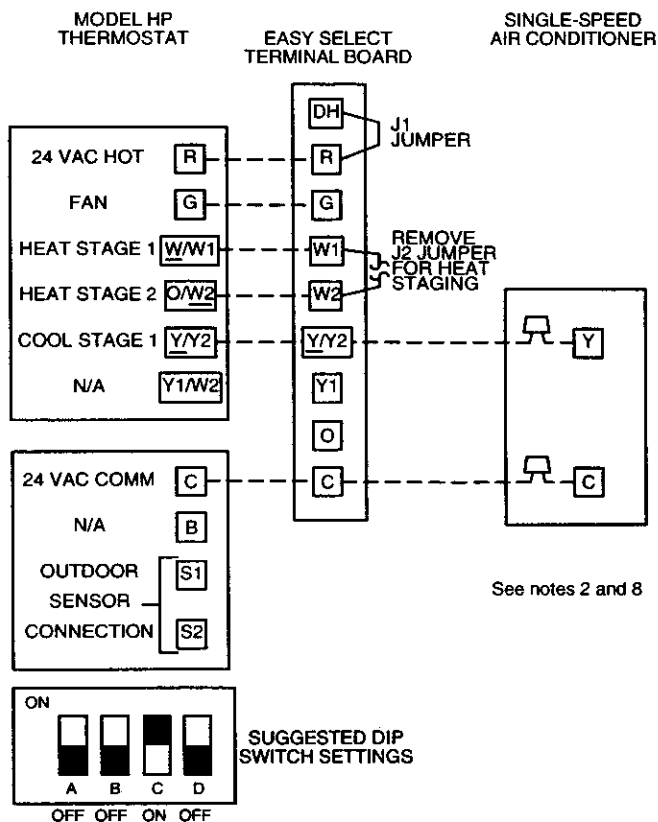 MODEL HP
THERMOSTAT
EASY SELECT
TERMINAL BOARD
SINGLE-SPEED
AIR CONDITIONER
DH
J1
JUMPER
24 VAC HOT R R
FAN G G
HEAT STAGE 1 W/W1 W1
REMOVE
J2 JUMPER
FOR HEAT
STAGING
HEAT STAGE 2 O/W2 W2
COOL STAGE 1 Y/Y2 Y/Y2 Y
N/A Y1/W2 Y1
O
24 VAC COMM C C C
N/A B
OUTDOOR S1
SENSOR
CONNECTION S2
See notes 2 and 8
ON
SUGGESTED DIP
SWITCH SETTINGS
A B C D
OFF OFF ON OFF